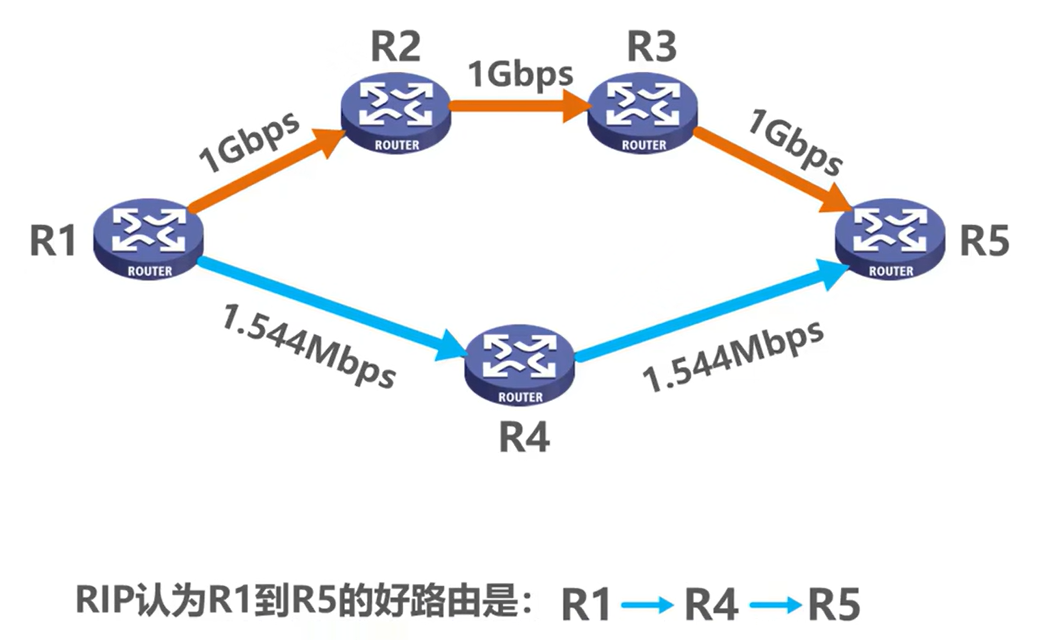 R2
R3
1Gbps
ROUTER
ROUTER
1Gbps
1Gbps
R1
ROUTER
R5
ROUTER
1.544Mbps
1.544Mbps
ROUTER
R4
RIP认为R1到R5的好路由是： R1 R4 R5